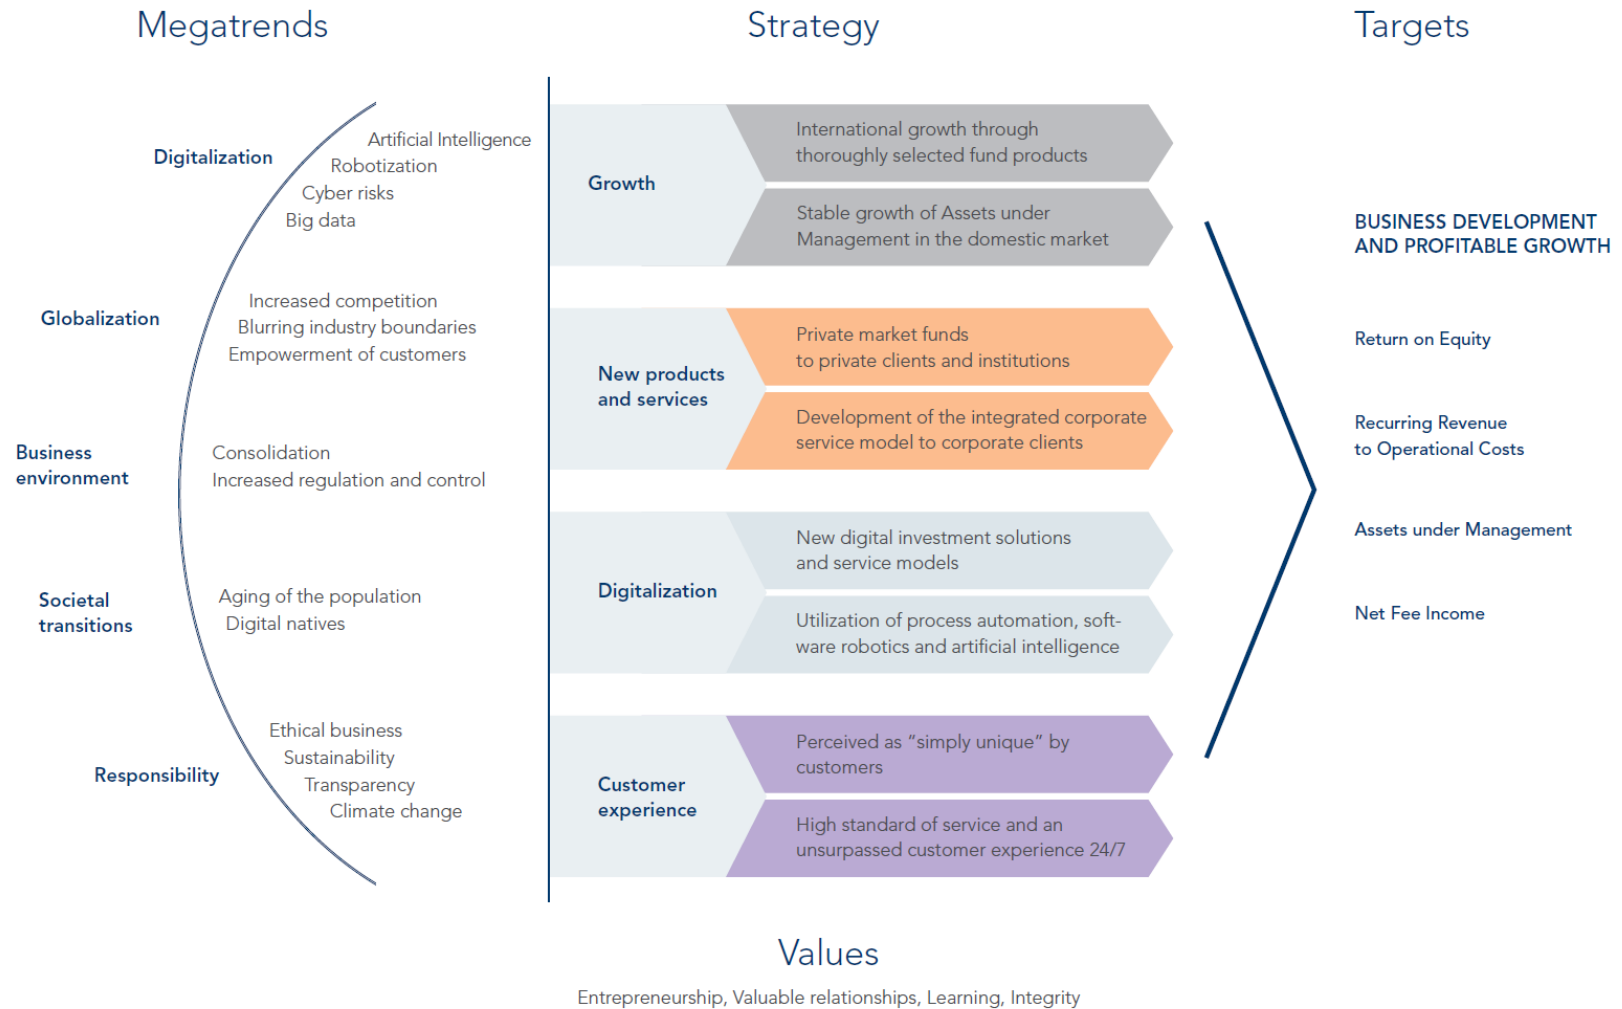 Megatrends
Digitalization
Artificial Intelligence
Robotization
Cyber risks
Big data
Globalization
Increased competition
Blurring industry boundaries
Empowerment of customers
Business
environment
Consolidation
Increased regulation and control
Societal
transitions
Aging of the population
Digital natives
Responsibility
Ethical business
Sustainability
Transparency
Climate change
Strategy
Growth
International growth through
thoroughly selected fund products
Stable growth of Assets under
Management in the domestic market
New products
and services
Private market funds
to private clients and institutions
Development of the integrated corporate
service model to corporate clients
Digitalization
New digital investment solutions
and service models
Utilization of process automation, soft-
ware robotics and artificial intelligence
Customer
experience
Perceived as “simply unique” by
customers
High standard of service and an
unsurpassed customer experience 24/7
Targets
BUSINESS DEVELOPMENT
AND PROFITABLE GROWTH
Return on Equity
Recurring Revenue
to Operational Costs
Assets under Management
Net Fee Income
Values
Entrepreneurship, Valuable relationships, Learning, Integrity